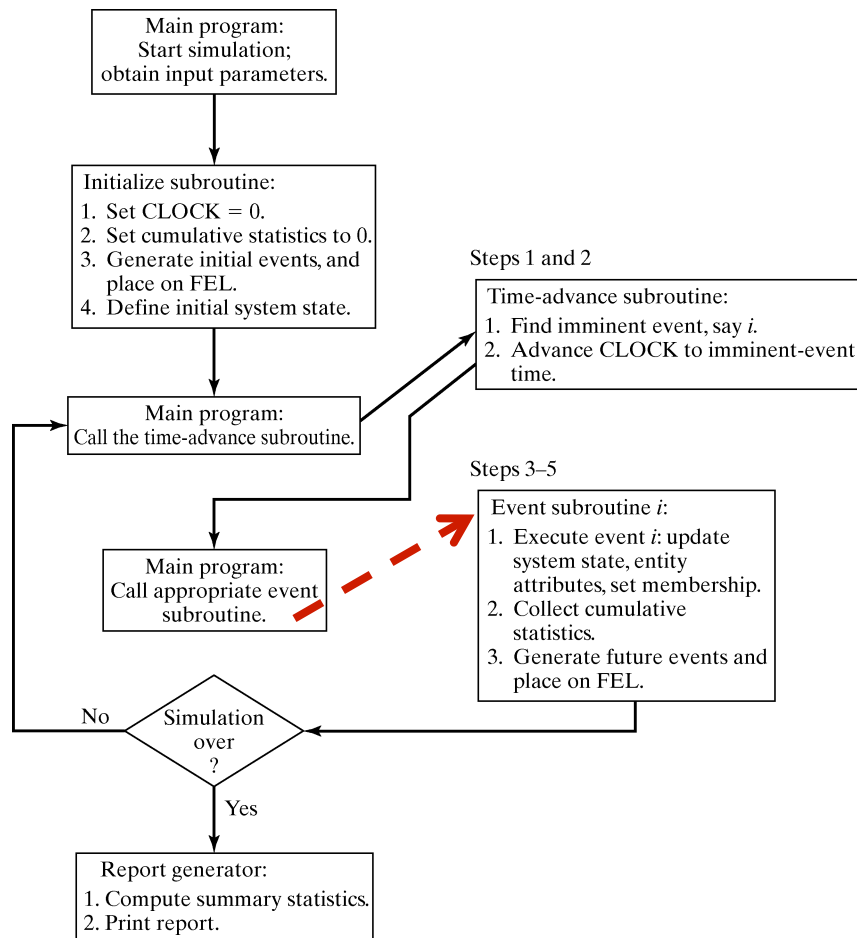 Main program:
Start simulation;
obtain input parameters.
Initialize subroutine:
1. Set CLOCK = 0.
2. Set cumulative statistics to 0.
3. Generate initial events, and
place on FEL.
4. Define initial system state.
Steps 1 and 2
Time-advance subroutine:
1. Find imminent event, say i.
2. Advance CLOCK to imminent-event
time.
Main program:
Call the time-advance subroutine.
Steps 3–5
Event subroutine i:
1. Execute event i: update
system state, entity
attributes, set membership.
2. Collect cumulative
statistics.
3. Generate future events and
place on FEL.
Main program:
Call appropriate event
subroutine.
No
Simulation
over
?
Yes
Report generator:
1. Compute summary statistics.
2. Print report.